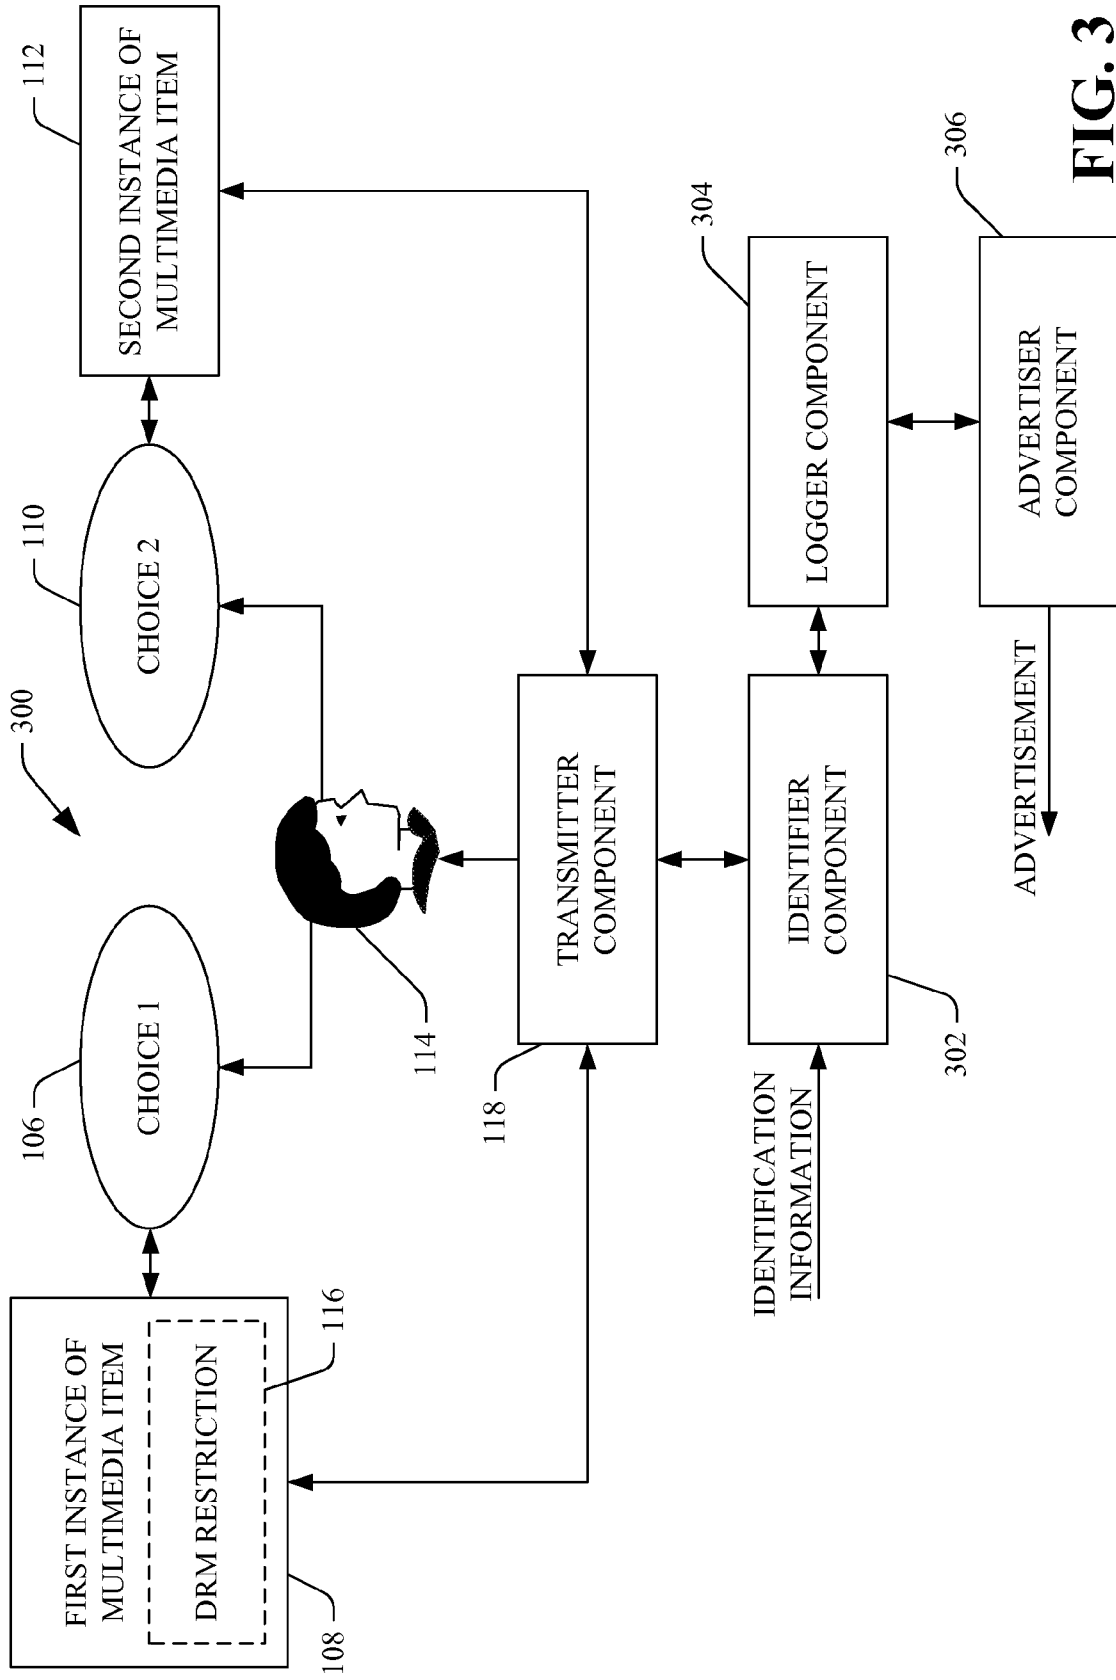 300
106
110
112
CHOICE 1
CHOICE 2
FIRST INSTANCE OF
MULTIMEDIA ITEM
DRM RESTRICTION
SECOND INSTANCE OF
MULTIMEDIA ITEM
108
116
114
118
TRANSMITTER
COMPONENT
304
IDENTIFICATION
INFORMATION
IDENTIFIER
COMPONENT
LOGGER COMPONENT
302
306
ADVERTISEMENT
ADVERTISER
COMPONENT
FIG. 3